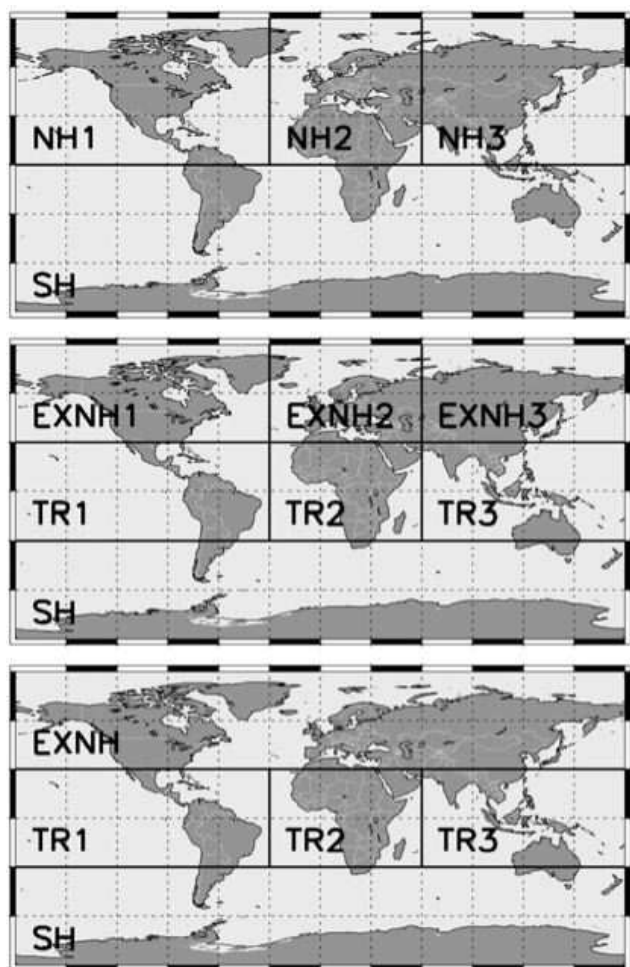 NH1 NH2 NH3
SH
EXNH1 EXNH2 EXNH3
TR1 TR2 TR3
SH
EXNH
TR1 TR2 TR3
SH